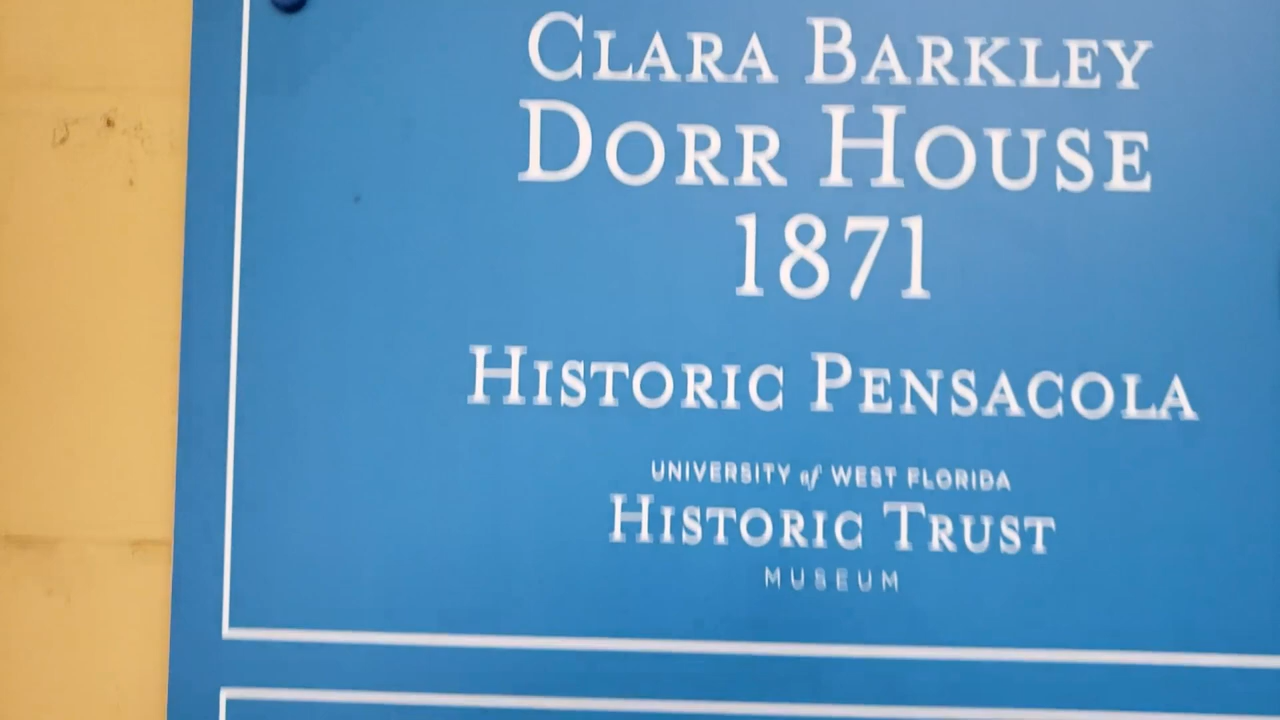 CLARA BARKLEY
DORR HOUSE
1871
HISTORIC PENSACOLA
UNIVERSITY of WEST FLORIDA
HISTORIC TRUST
MUSEUM